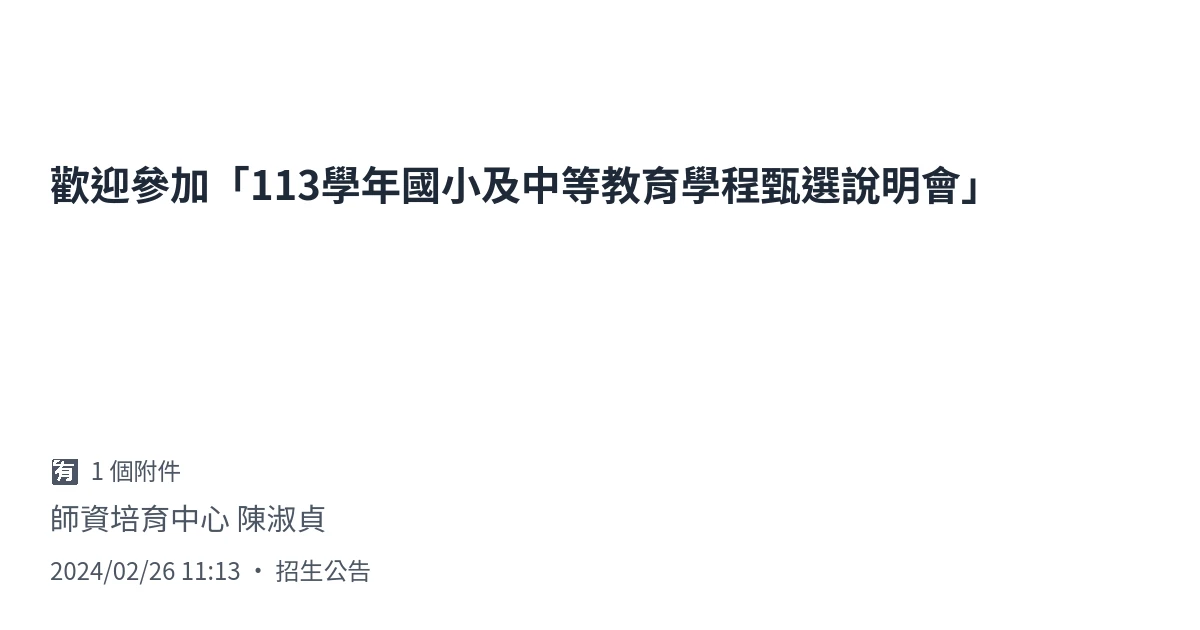 歡迎參加「113學年國小及中等教育學程甄選說明會」
🈶 1 個附件
師資培育中心 陳淑貞
2024/02/26 11:13 ・ 招生公告